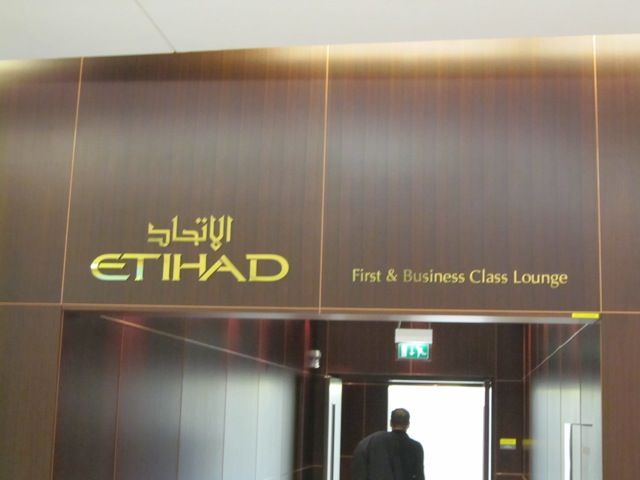 الاتحاد
ETIHAD
First & Business Class Lounge